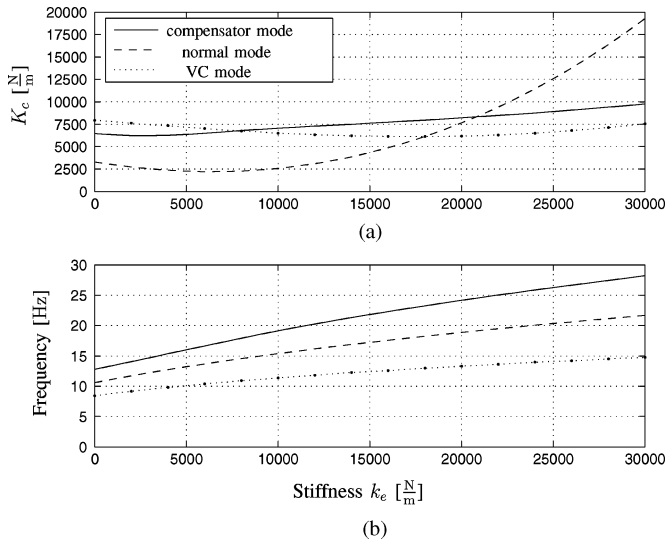 20000
17500
15000
12500
10000
7500
5000
2500
0
K_c [N/m]
compensator mode
normal mode
VC mode
0 5000 10000 15000 20000 25000 30000
(a)
30
25
20
15
10
5
0
Frequency [Hz]
0 5000 10000 15000 20000 25000 30000
Stiffness k_e [N/m]
(b)